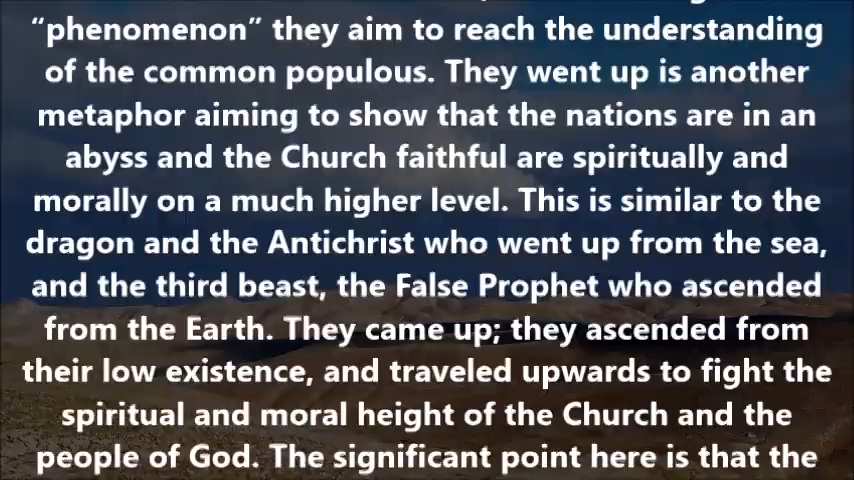 “phenomenon” they aim to reach the understanding
of the common populous. They went up is another
metaphor aiming to show that the nations are in an
abyss and the Church faithful are spiritually and
morally on a much higher level. This is similar to the
dragon and the Antichrist who went up from the sea,
and the third beast, the False Prophet who ascended
from the Earth. They came up; they ascended from
their low existence, and traveled upwards to fight the
spiritual and moral height of the Church and the
people of God. The significant point here is that the